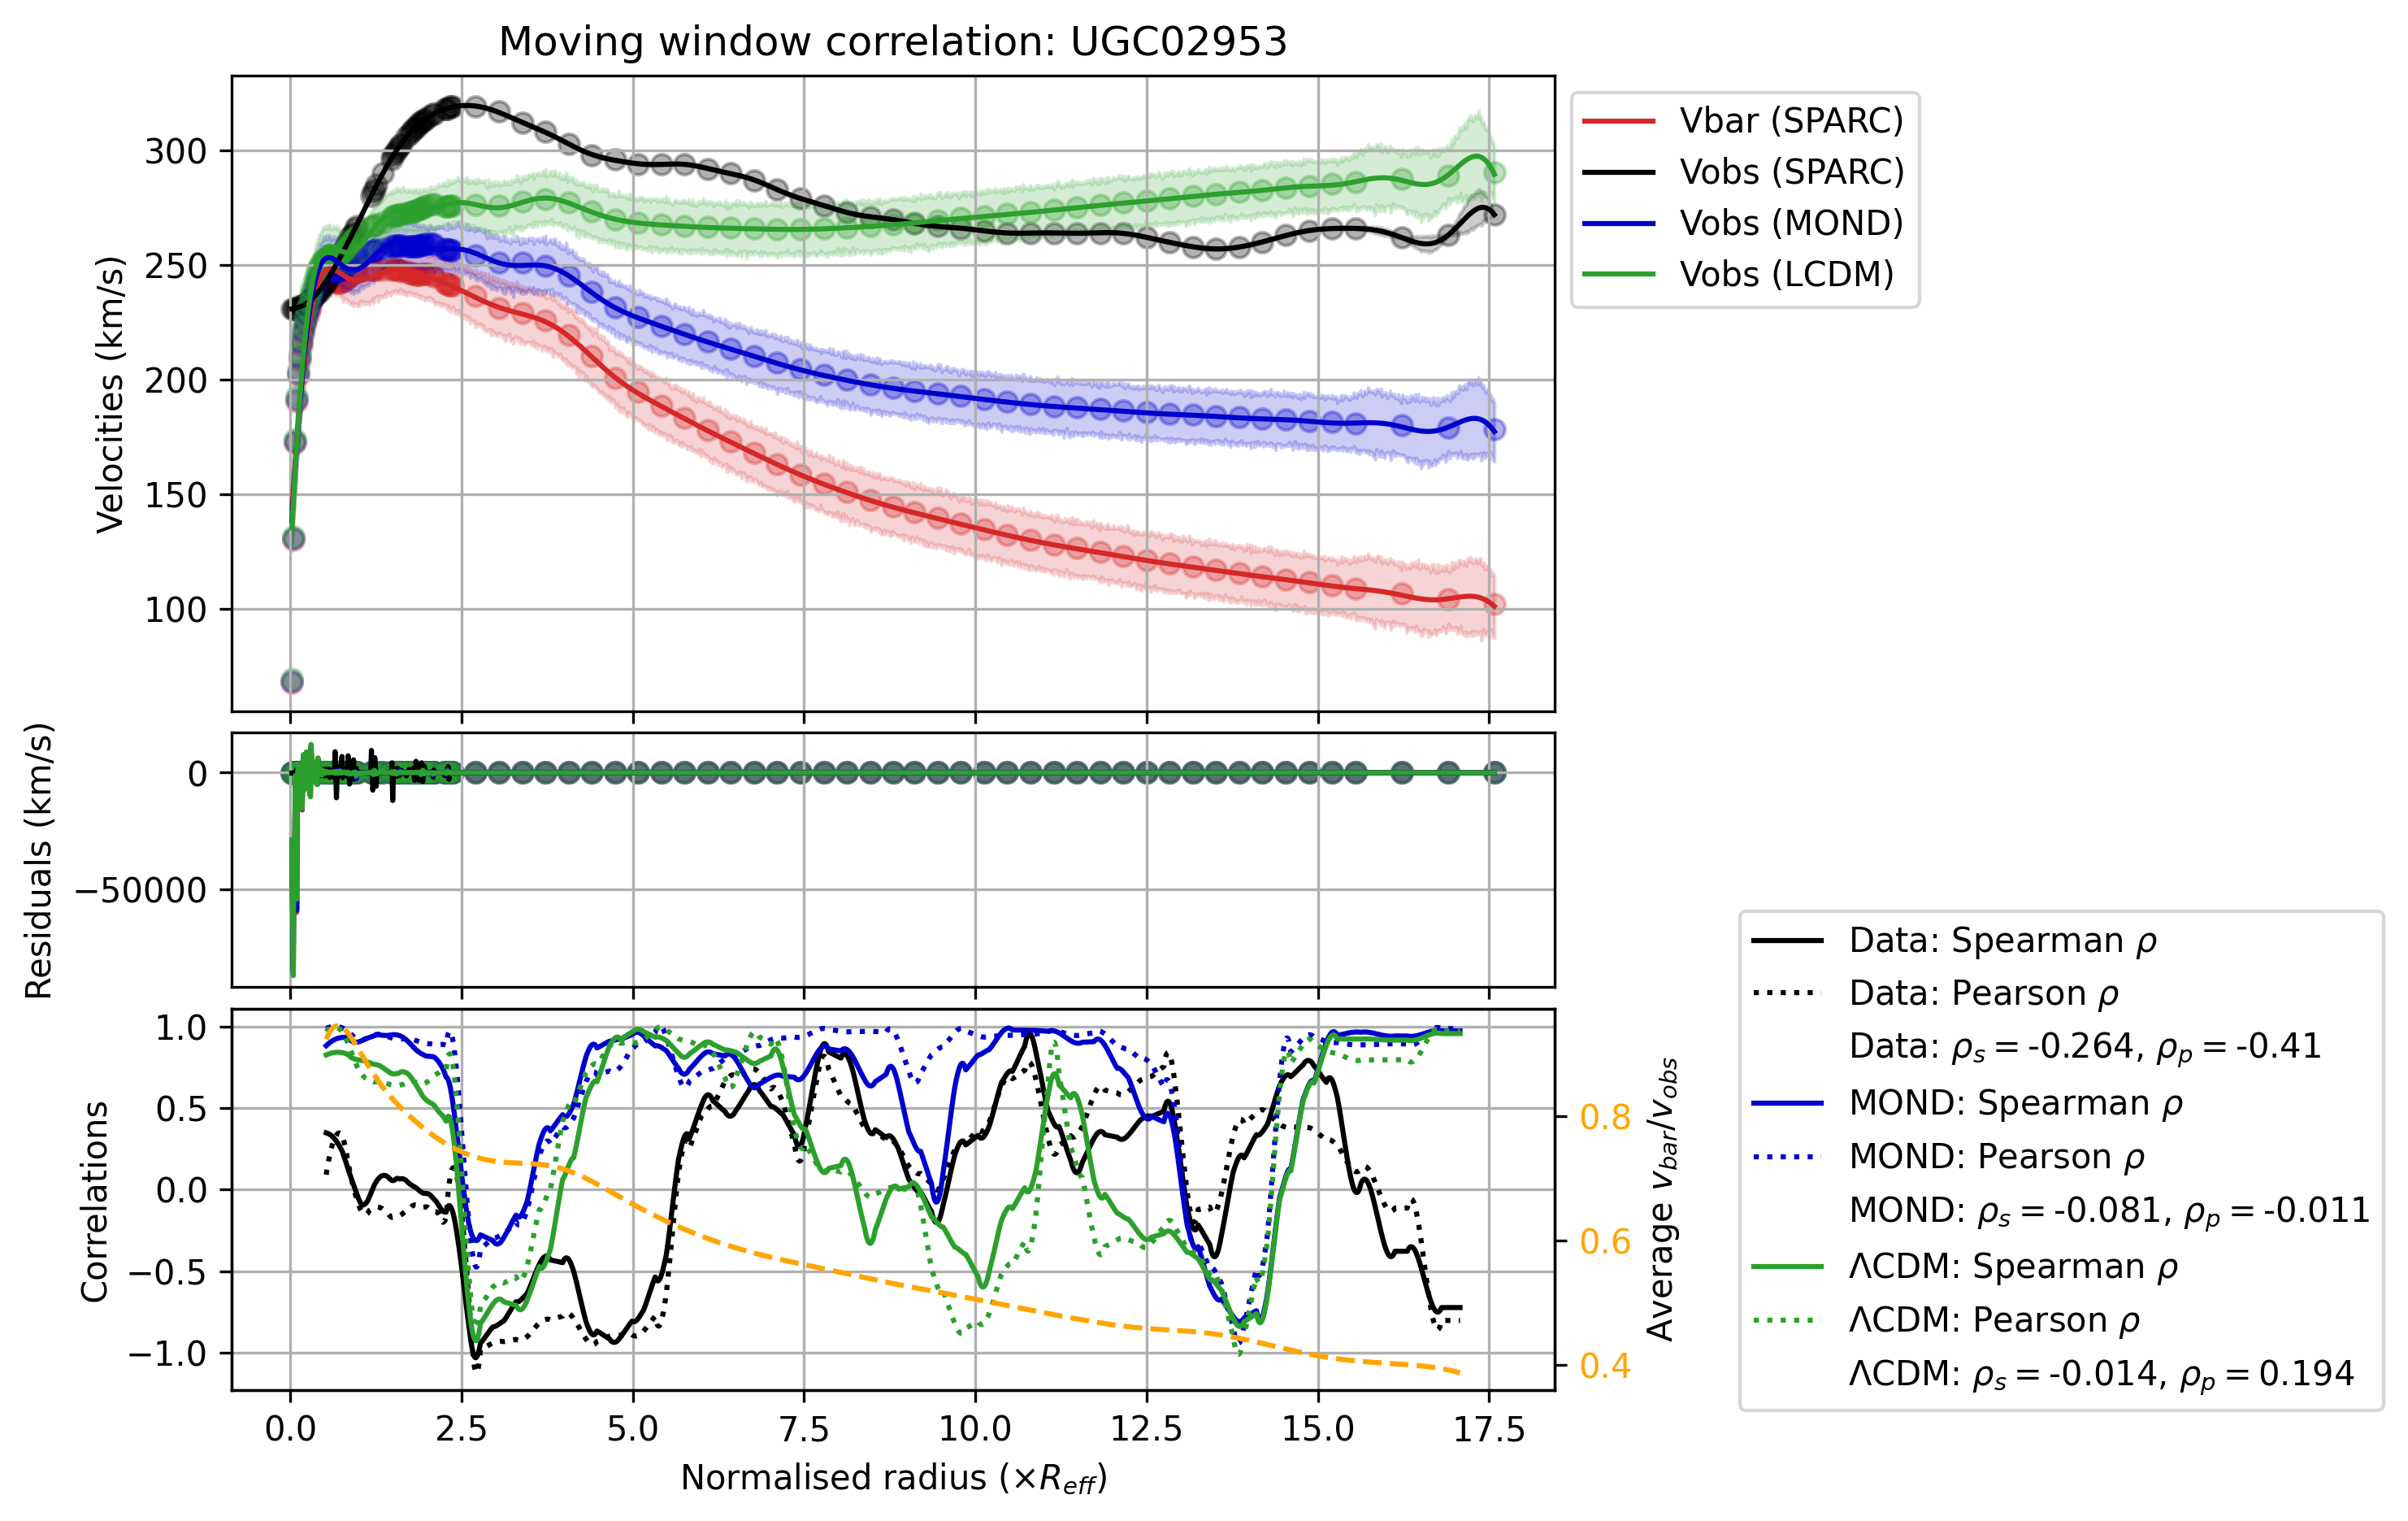 Moving window correlation: UGC02953
Velocities (km/s)
300
250
200
150
100
Vbar (SPARC)
Vobs (SPARC)
Vobs (MOND)
Vobs (LCDM)
Residuals (km/s)
0
−50000
Correlations
1.0
0.5
0.0
−0.5
−1.0
0.8
0.6
0.4
Average v_bar/v_obs
0.0 2.5 5.0 7.5 10.0 12.5 15.0 17.5
Normalised radius (×R_eff)
Data: Spearman ρ
Data: Pearson ρ
Data: ρ_s = -0.264, ρ_p = -0.41
MOND: Spearman ρ
MOND: Pearson ρ
MOND: ρ_s = -0.081, ρ_p = -0.011
ΛCDM: Spearman ρ
ΛCDM: Pearson ρ
ΛCDM: ρ_s = -0.014, ρ_p = 0.194